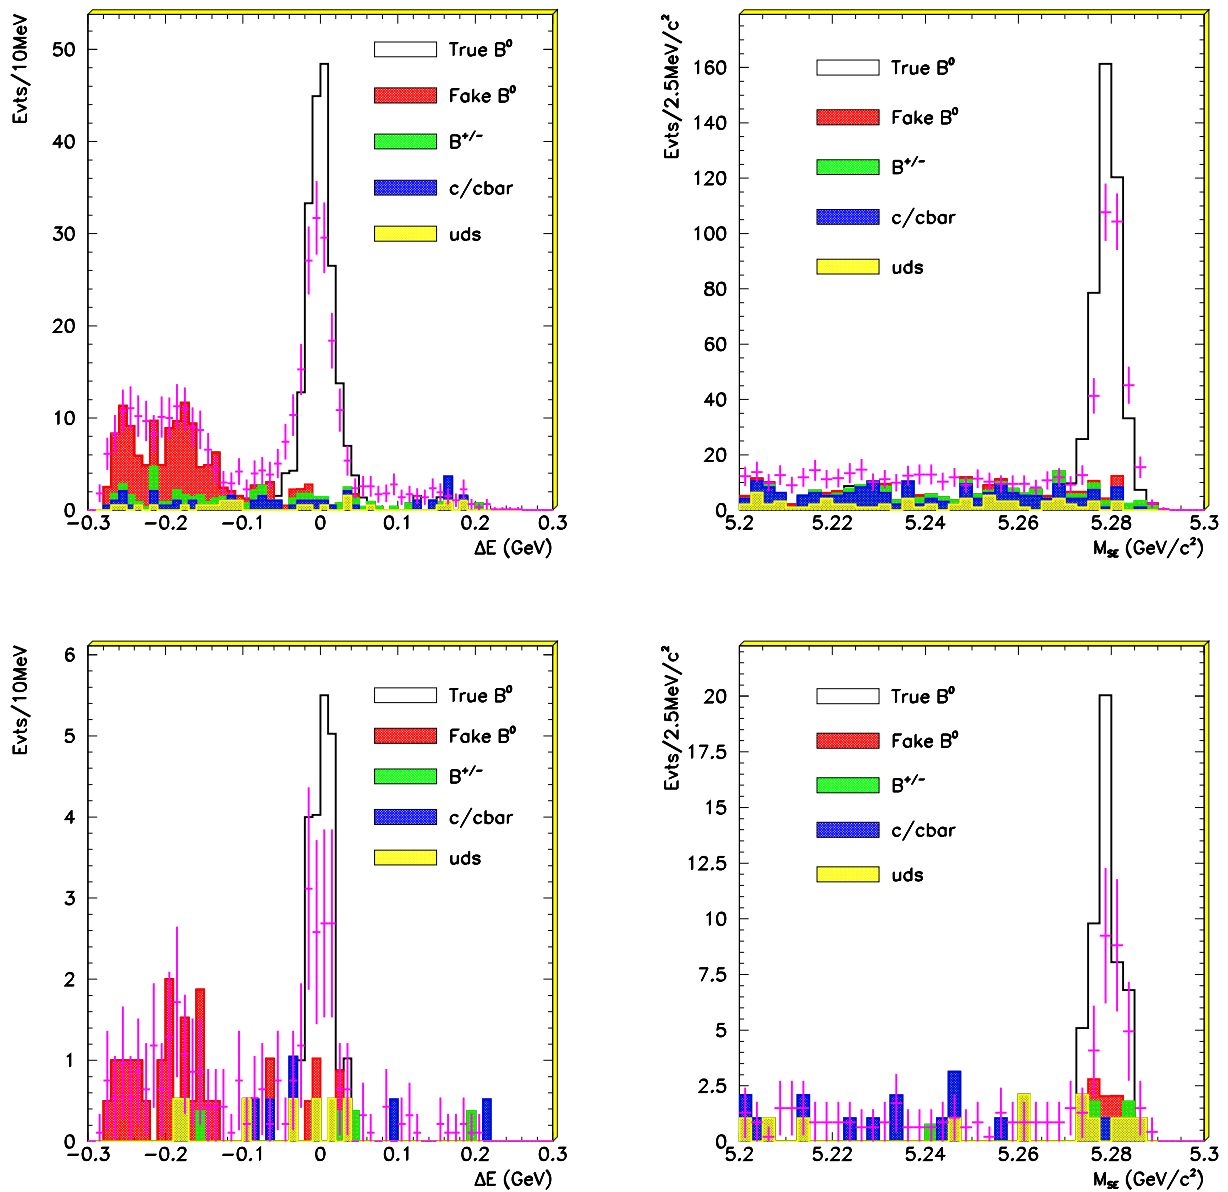 Evts/10MeV
50
40
30
20
10
0
True B⁰
Fake B⁰
B⁺/⁻
c/cbar
uds
-0.3
-0.2
-0.1
0
0.1
0.2
0.3
ΔE (GeV)
Evts/2.5MeV/c²
160
140
120
100
80
60
40
20
0
True B⁰
Fake B⁰
B⁺/⁻
c/cbar
uds
5.2
5.22
5.24
5.26
5.28
5.3
M_SE (GeV/c²)
Evts/10MeV
6
5
4
3
2
1
0
True B⁰
Fake B⁰
B⁺/⁻
c/cbar
uds
-0.3
-0.2
-0.1
0
0.1
0.2
0.3
ΔE (GeV)
Evts/2.5MeV/c²
20
17.5
15
12.5
10
7.5
5
2.5
0
True B⁰
Fake B⁰
B⁺/⁻
c/cbar
uds
5.2
5.22
5.24
5.26
5.28
5.3
M_SE (GeV/c²)